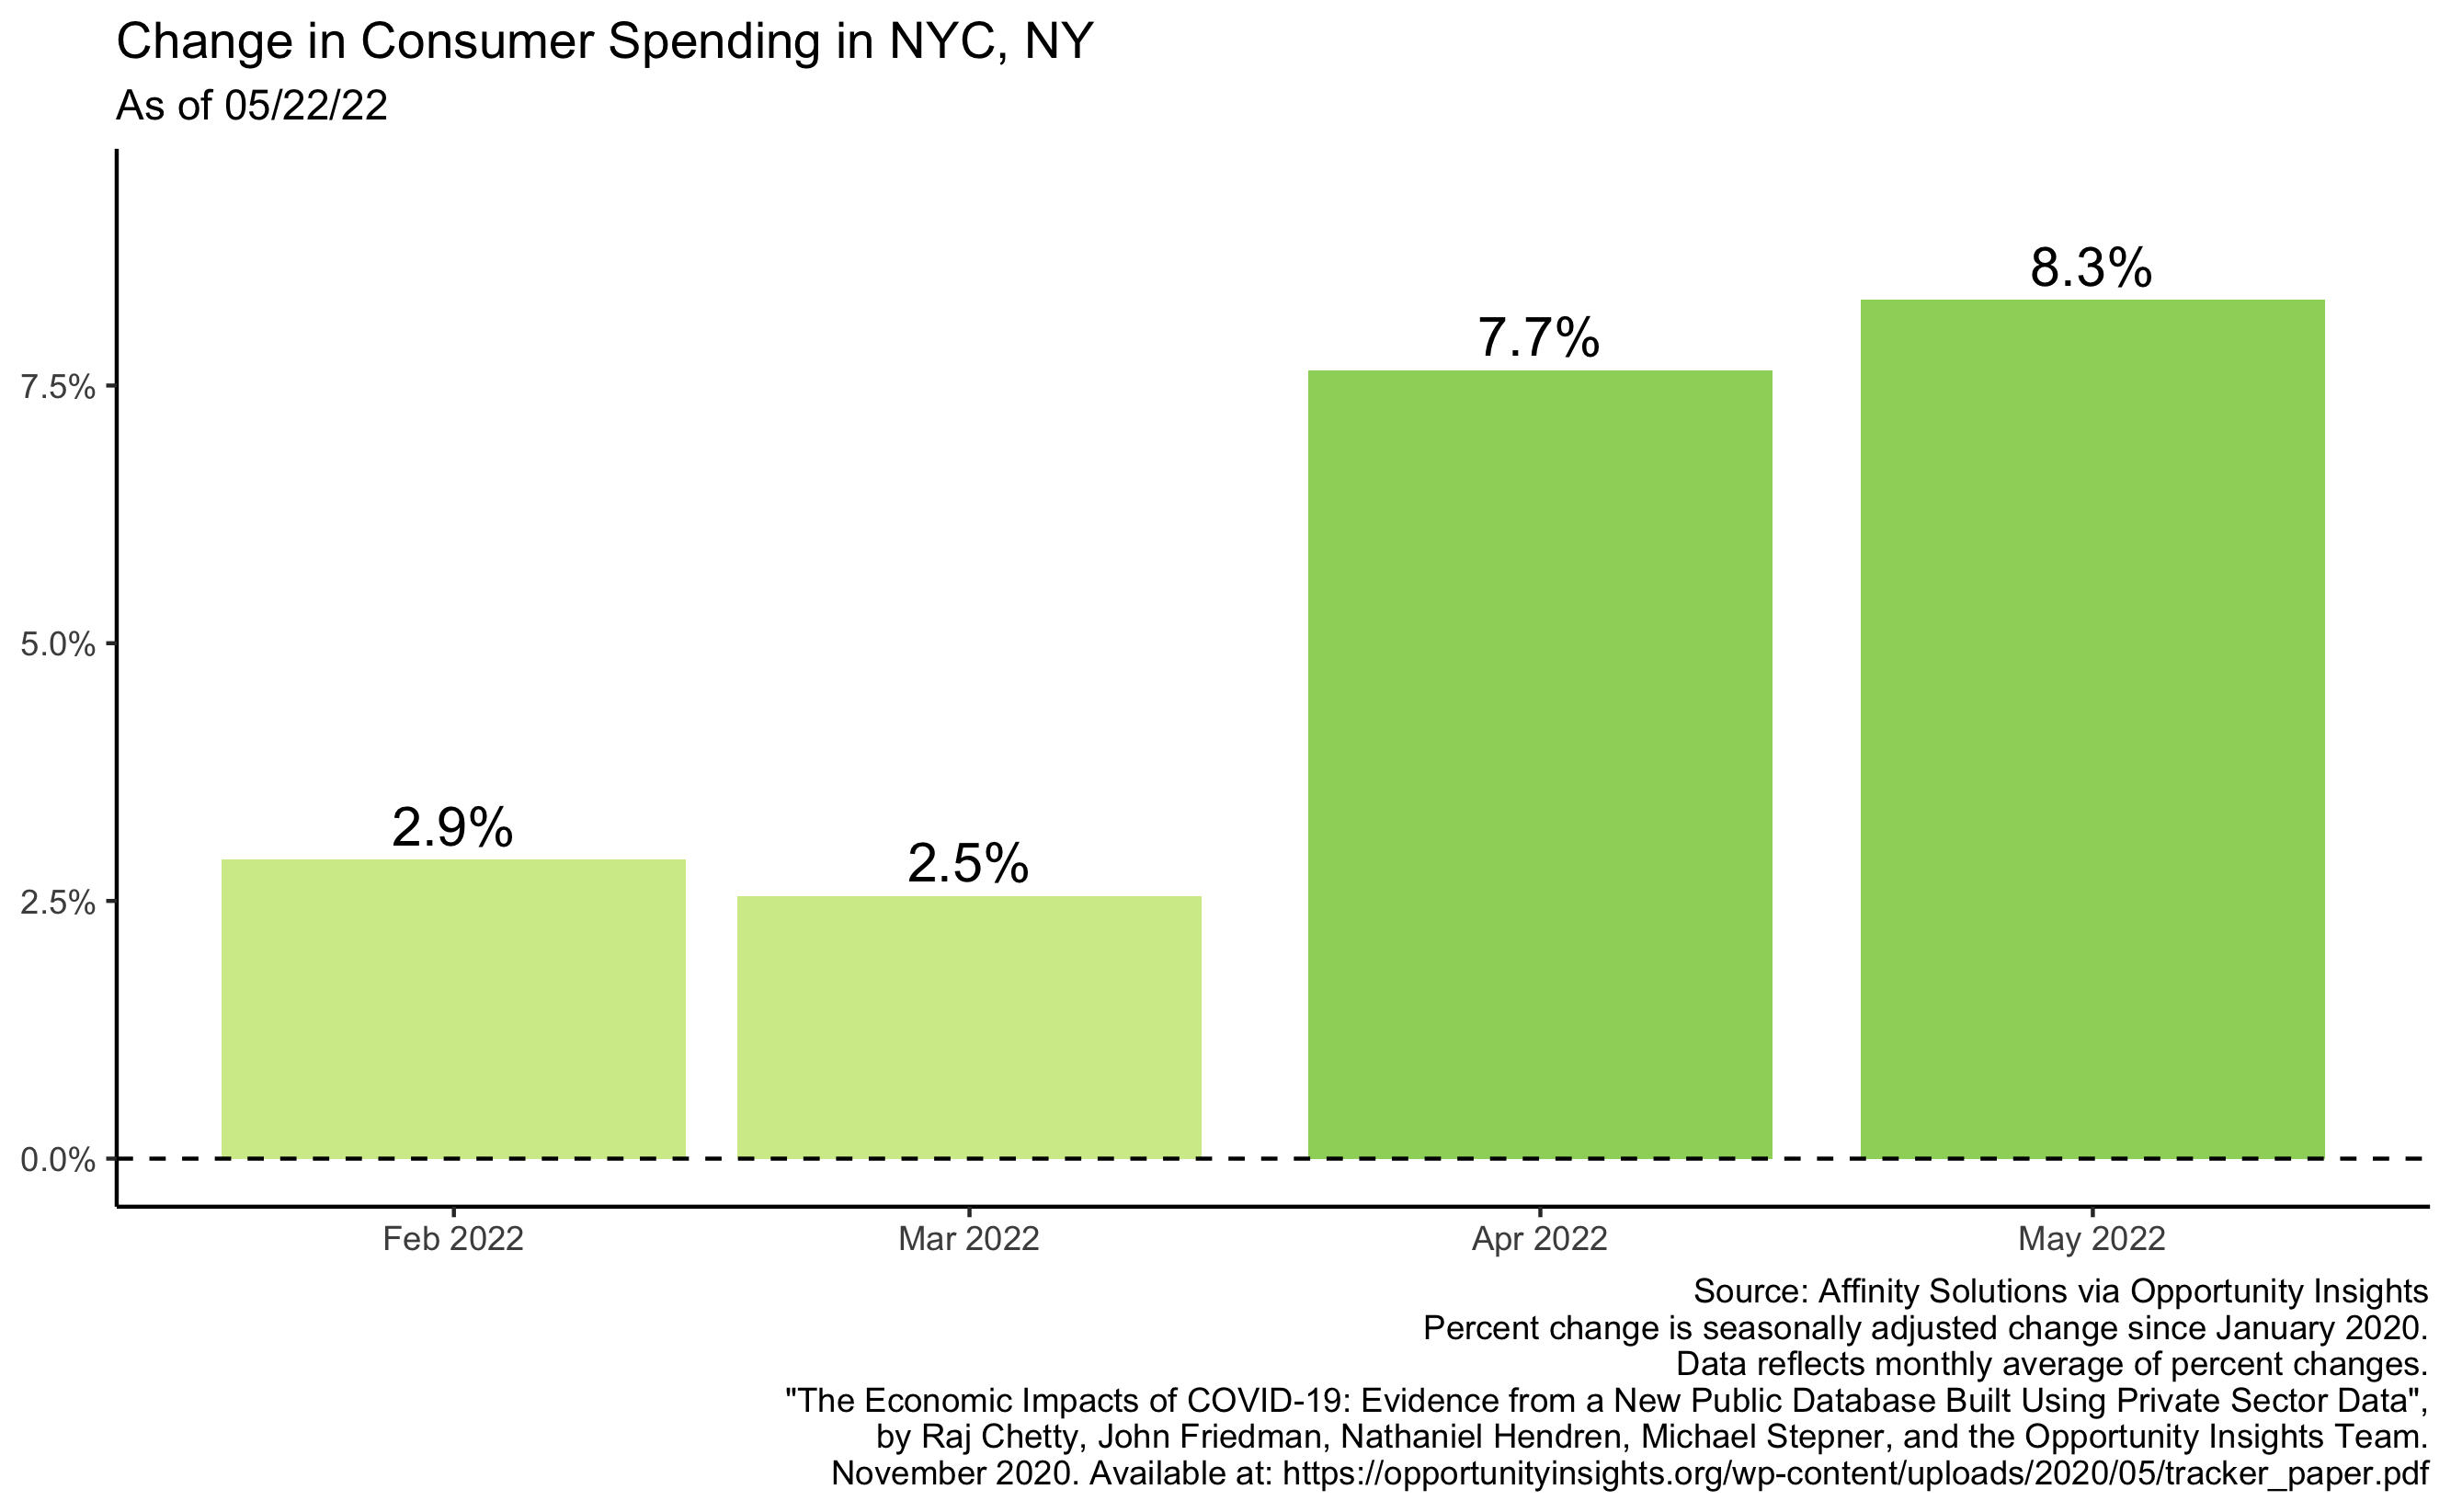 Change in Consumer Spending in NYC, NY
As of 05/22/22
8.3%
7.7%
7.5%
5.0%
2.9%
2.5%
2.5%
0.0%
Feb 2022
Mar 2022
Apr 2022
May 2022
Source: Affinity Solutions via Opportunity Insights
Percent change is seasonally adjusted change since January 2020.
Data reflects monthly average of percent changes.
"The Economic Impacts of COVID-19: Evidence from a New Public Database Built Using Private Sector Data",
by Raj Chetty, John Friedman, Nathaniel Hendren, Michael Stepner, and the Opportunity Insights Team.
November 2020. Available at: https://opportunityinsights.org/wp-content/uploads/2020/05/tracker_paper.pdf